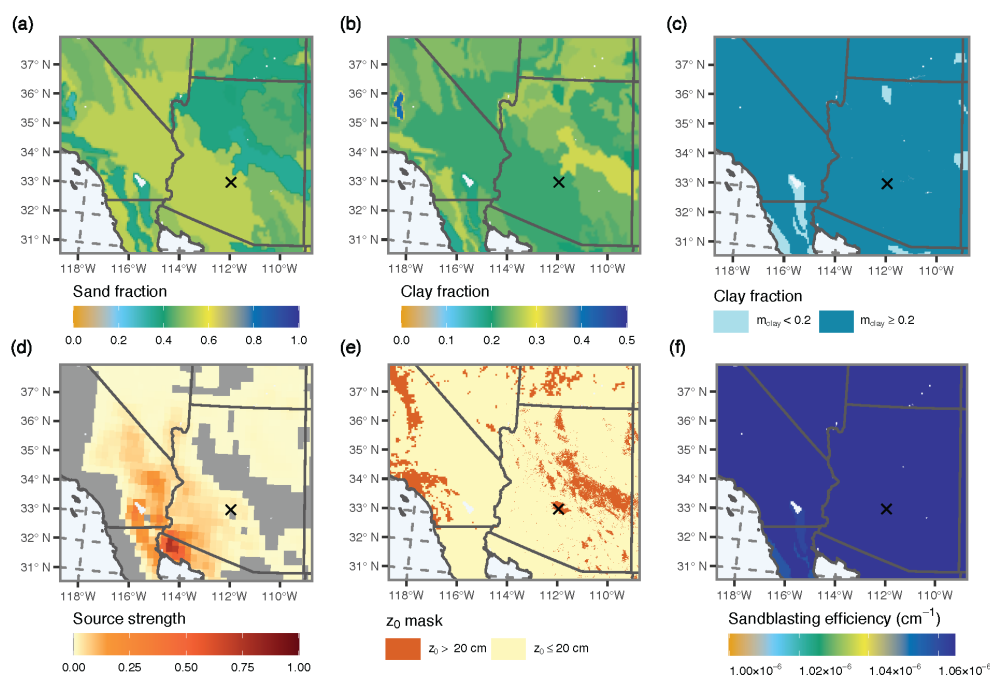 (a)
(b)
(c)
37° N
36° N
35° N
34° N
33° N
32° N
31° N
118°W 116°W 114°W 112°W 110°W
37° N
36° N
35° N
34° N
33° N
32° N
31° N
118°W 116°W 114°W 112°W 110°W
37° N
36° N
35° N
34° N
33° N
32° N
31° N
118°W 116°W 114°W 112°W 110°W
Sand fraction
0.0 0.2 0.4 0.6 0.8 1.0
Clay fraction
0.0 0.1 0.2 0.3 0.4 0.5
Clay fraction
m_clay < 0.2 m_clay ≥ 0.2
(d)
(e)
(f)
37° N
36° N
35° N
34° N
33° N
32° N
31° N
118°W 116°W 114°W 112°W 110°W
37° N
36° N
35° N
34° N
33° N
32° N
31° N
118°W 116°W 114°W 112°W 110°W
37° N
36° N
35° N
34° N
33° N
32° N
31° N
118°W 116°W 114°W 112°W 110°W
Source strength
0.00 0.25 0.50 0.75 1.00
z₀ mask
z₀ > 20 cm z₀ ≤ 20 cm
Sandblasting efficiency (cm⁻¹)
1.00×10⁻⁶ 1.02×10⁻⁶ 1.04×10⁻⁶ 1.06×10⁻⁶